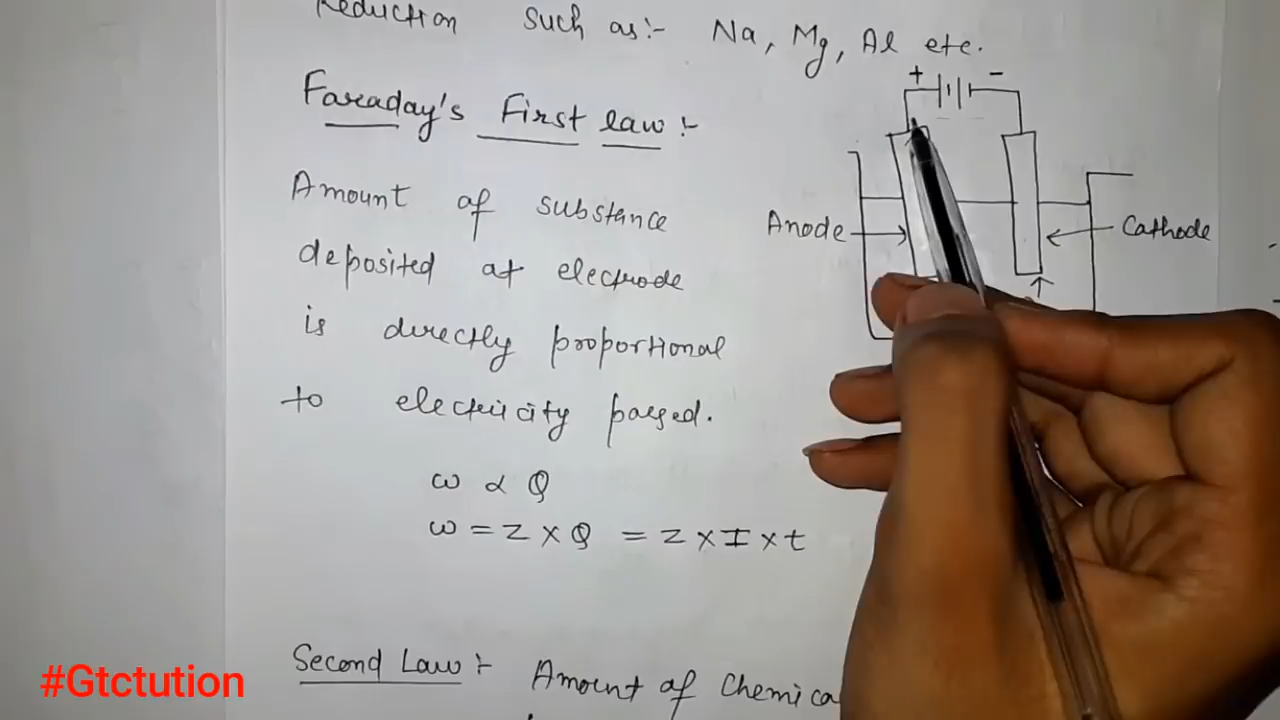 Reduction such as:- Na, Mg, Al etc.
Faraday's First law :-
Amount of substance
deposited at electrode
is directly proportional
to electricity passed.
w ∝ Q
w = Z × Q = Z × I × t
+ -
Anode
Cathode
Second Law :- Amount of Chemica
#Gtctution